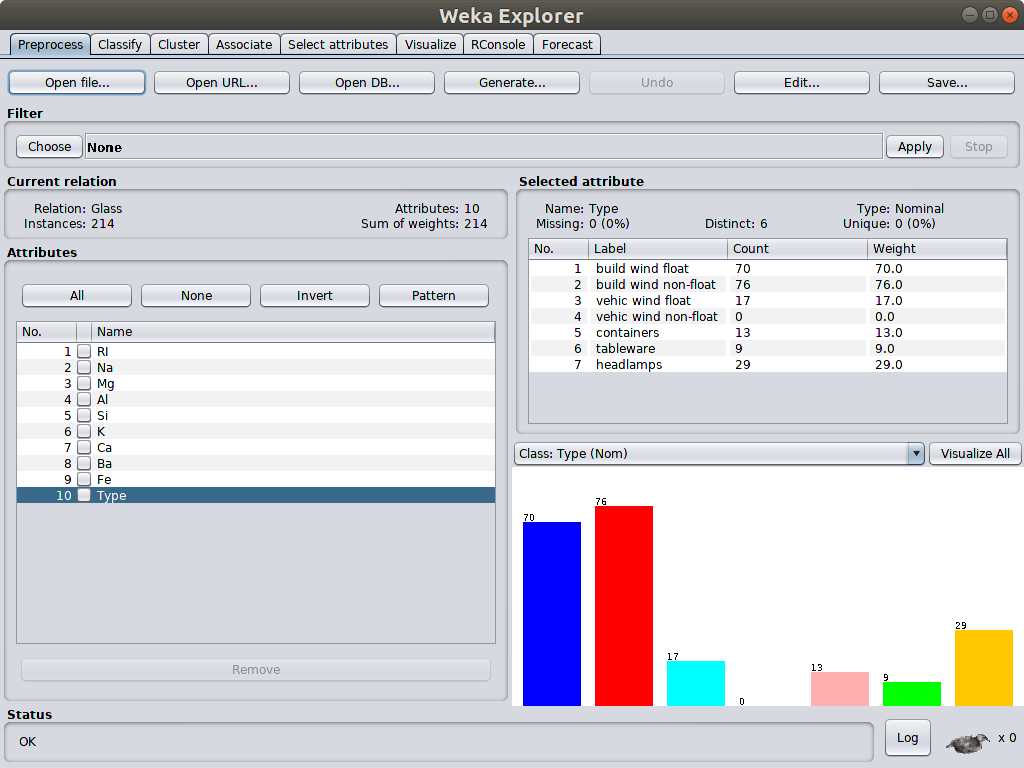 Weka Explorer
Preprocess Classify Cluster Associate Select attributes Visualize RConsole Forecast
Open file... Open URL... Open DB... Generate... Undo Edit... Save...
Filter
Choose None Apply Stop
Current relation
Relation: Glass Attributes: 10
Instances: 214 Sum of weights: 214
Attributes
All None Invert Pattern
No. Name
1 RI
2 Na
3 Mg
4 Al
5 Si
6 K
7 Ca
8 Ba
9 Fe
10 Type
Remove
Selected attribute
Name: Type Type: Nominal
Missing: 0 (0%) Distinct: 6 Unique: 0 (0%)
No. Label Count Weight
1 build wind float 70 70.0
2 build wind non-float 76 76.0
3 vehic wind float 17 17.0
4 vehic wind non-float 0 0.0
5 containers 13 13.0
6 tableware 9 9.0
7 headlamps 29 29.0
Class: Type (Nom) Visualize All
70 76 17 0 13 9 29
Status
OK Log x 0